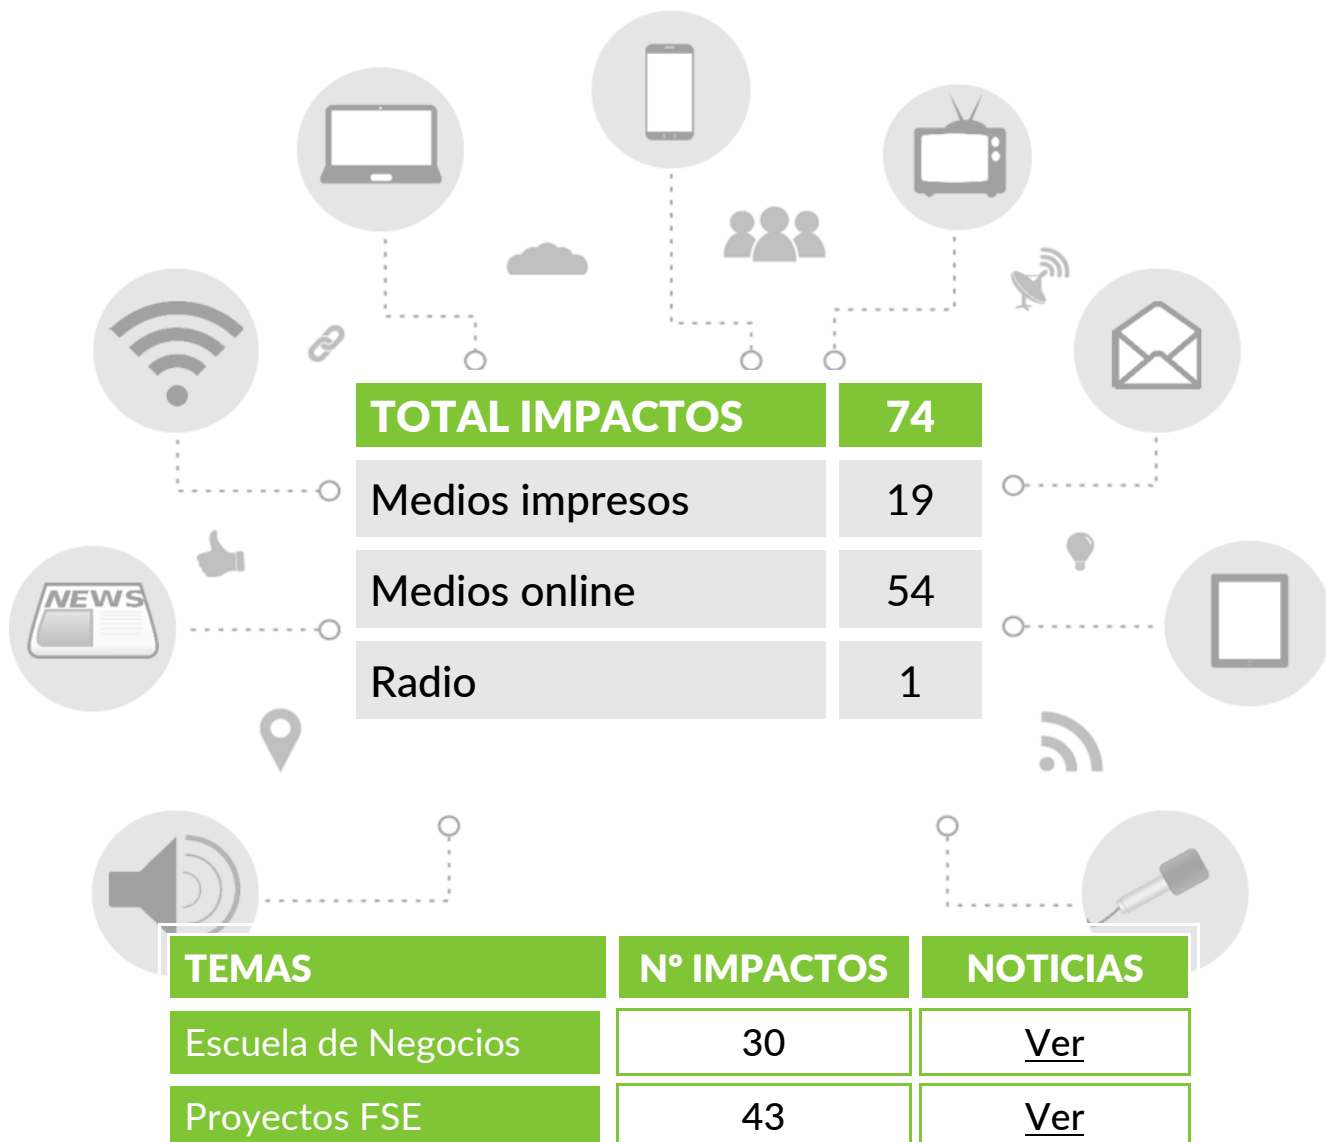 TOTAL IMPACTOS 74
Medios impresos 19
Medios online 54
Radio 1
NEWS
TEMAS Nº IMPACTOS NOTICIAS
Escuela de Negocios 30 Ver
Proyectos FSE 43 Ver